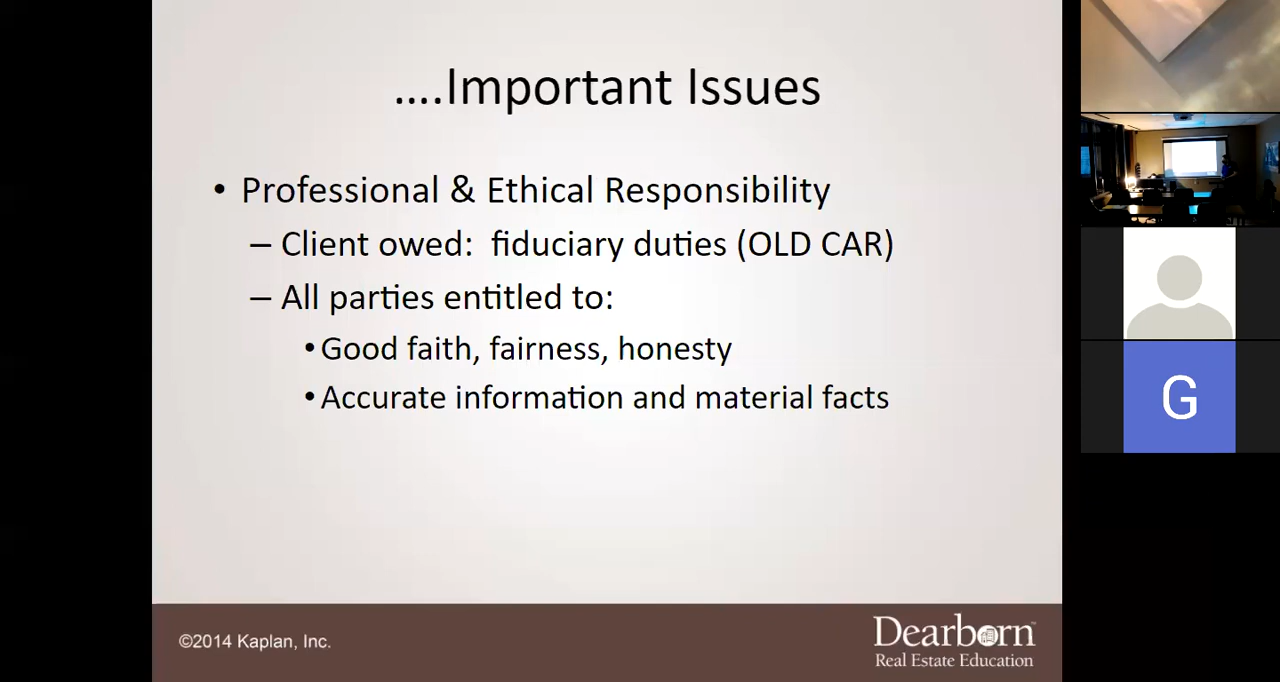 ....Important Issues
• Professional & Ethical Responsibility
– Client owed: fiduciary duties (OLD CAR)
– All parties entitled to:
• Good faith, fairness, honesty
• Accurate information and material facts
©2014 Kaplan, Inc.
Dearborn™
Real Estate Education
G